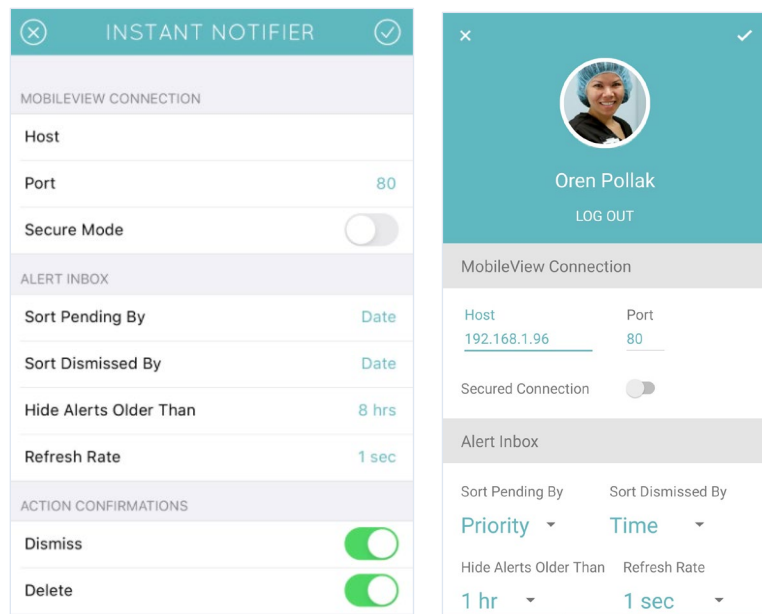 INSTANT NOTIFIER
MOBILEVIEW CONNECTION
Host
Port 80
Secure Mode
ALERT INBOX
Sort Pending By Date
Sort Dismissed By Date
Hide Alerts Older Than 8 hrs
Refresh Rate 1 sec
ACTION CONFIRMATIONS
Dismiss
Delete
Oren Pollak
LOG OUT
MobileView Connection
Host Port
192.168.1.96 80
Secured Connection
Alert Inbox
Sort Pending By Sort Dismissed By
Priority Time
Hide Alerts Older Than Refresh Rate
1 hr 1 sec